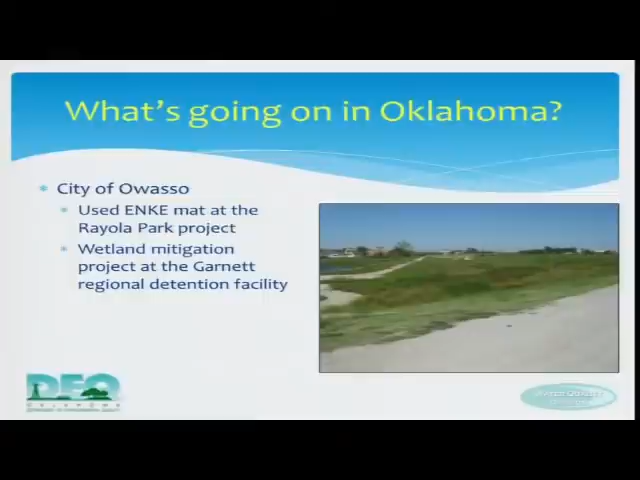 What's going on in Oklahoma?
City of Owasso
Used ENKE mat at the
Rayola Park project
Wetland mitigation
project at the Garnett
regional detention facility
DEQ
OKLAHOMA